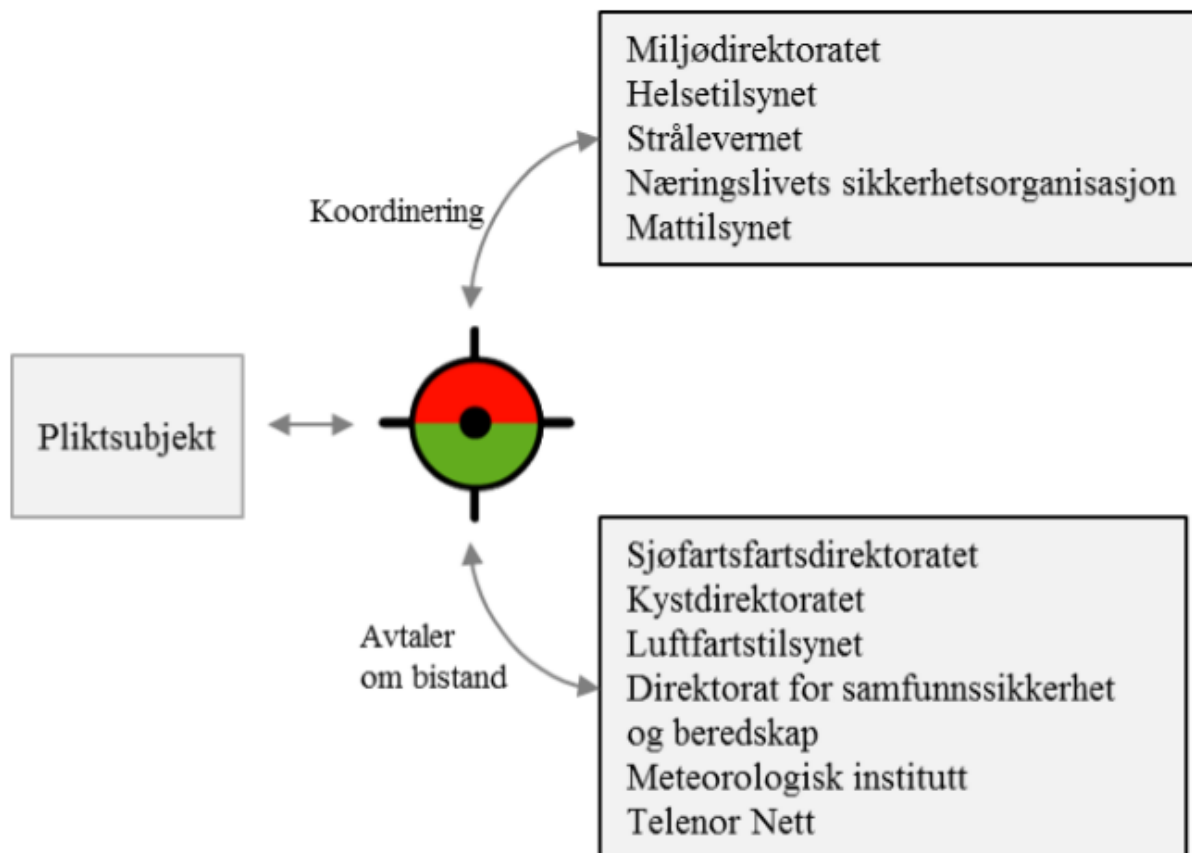 Miljødirektoratet
Helsetilsynet
Strålevernet
Næringslivets sikkerhetsorganisasjon
Mattilsynet
Koordinering
Pliktsubjekt
Avtaler
om bistand
Sjøfartsfartsdirektoratet
Kystdirektoratet
Luftfartstilsynet
Direktorat for samfunnssikkerhet
og beredskap
Meteorologisk institutt
Telenor Nett